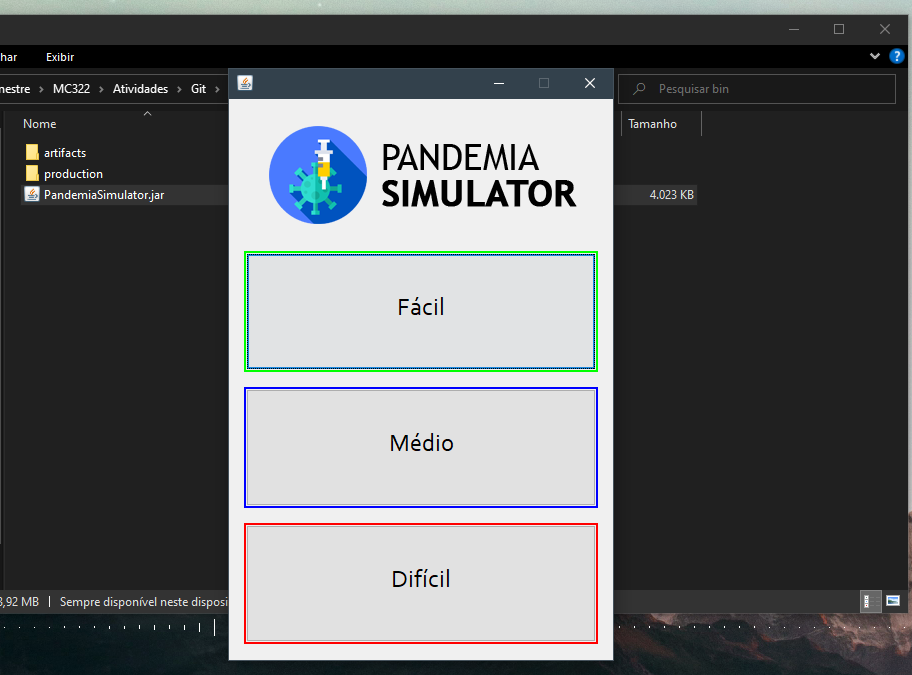 har Exibir
nestre > MC322 > Atividades > Git >
Pesquisar bin
Nome
Tamanho
artifacts
production
PandemiaSimulator.jar
4.023 KB
PANDEMIA
SIMULATOR
Fácil
Médio
Difícil
3,92 MB | Sempre disponível neste disposi
?